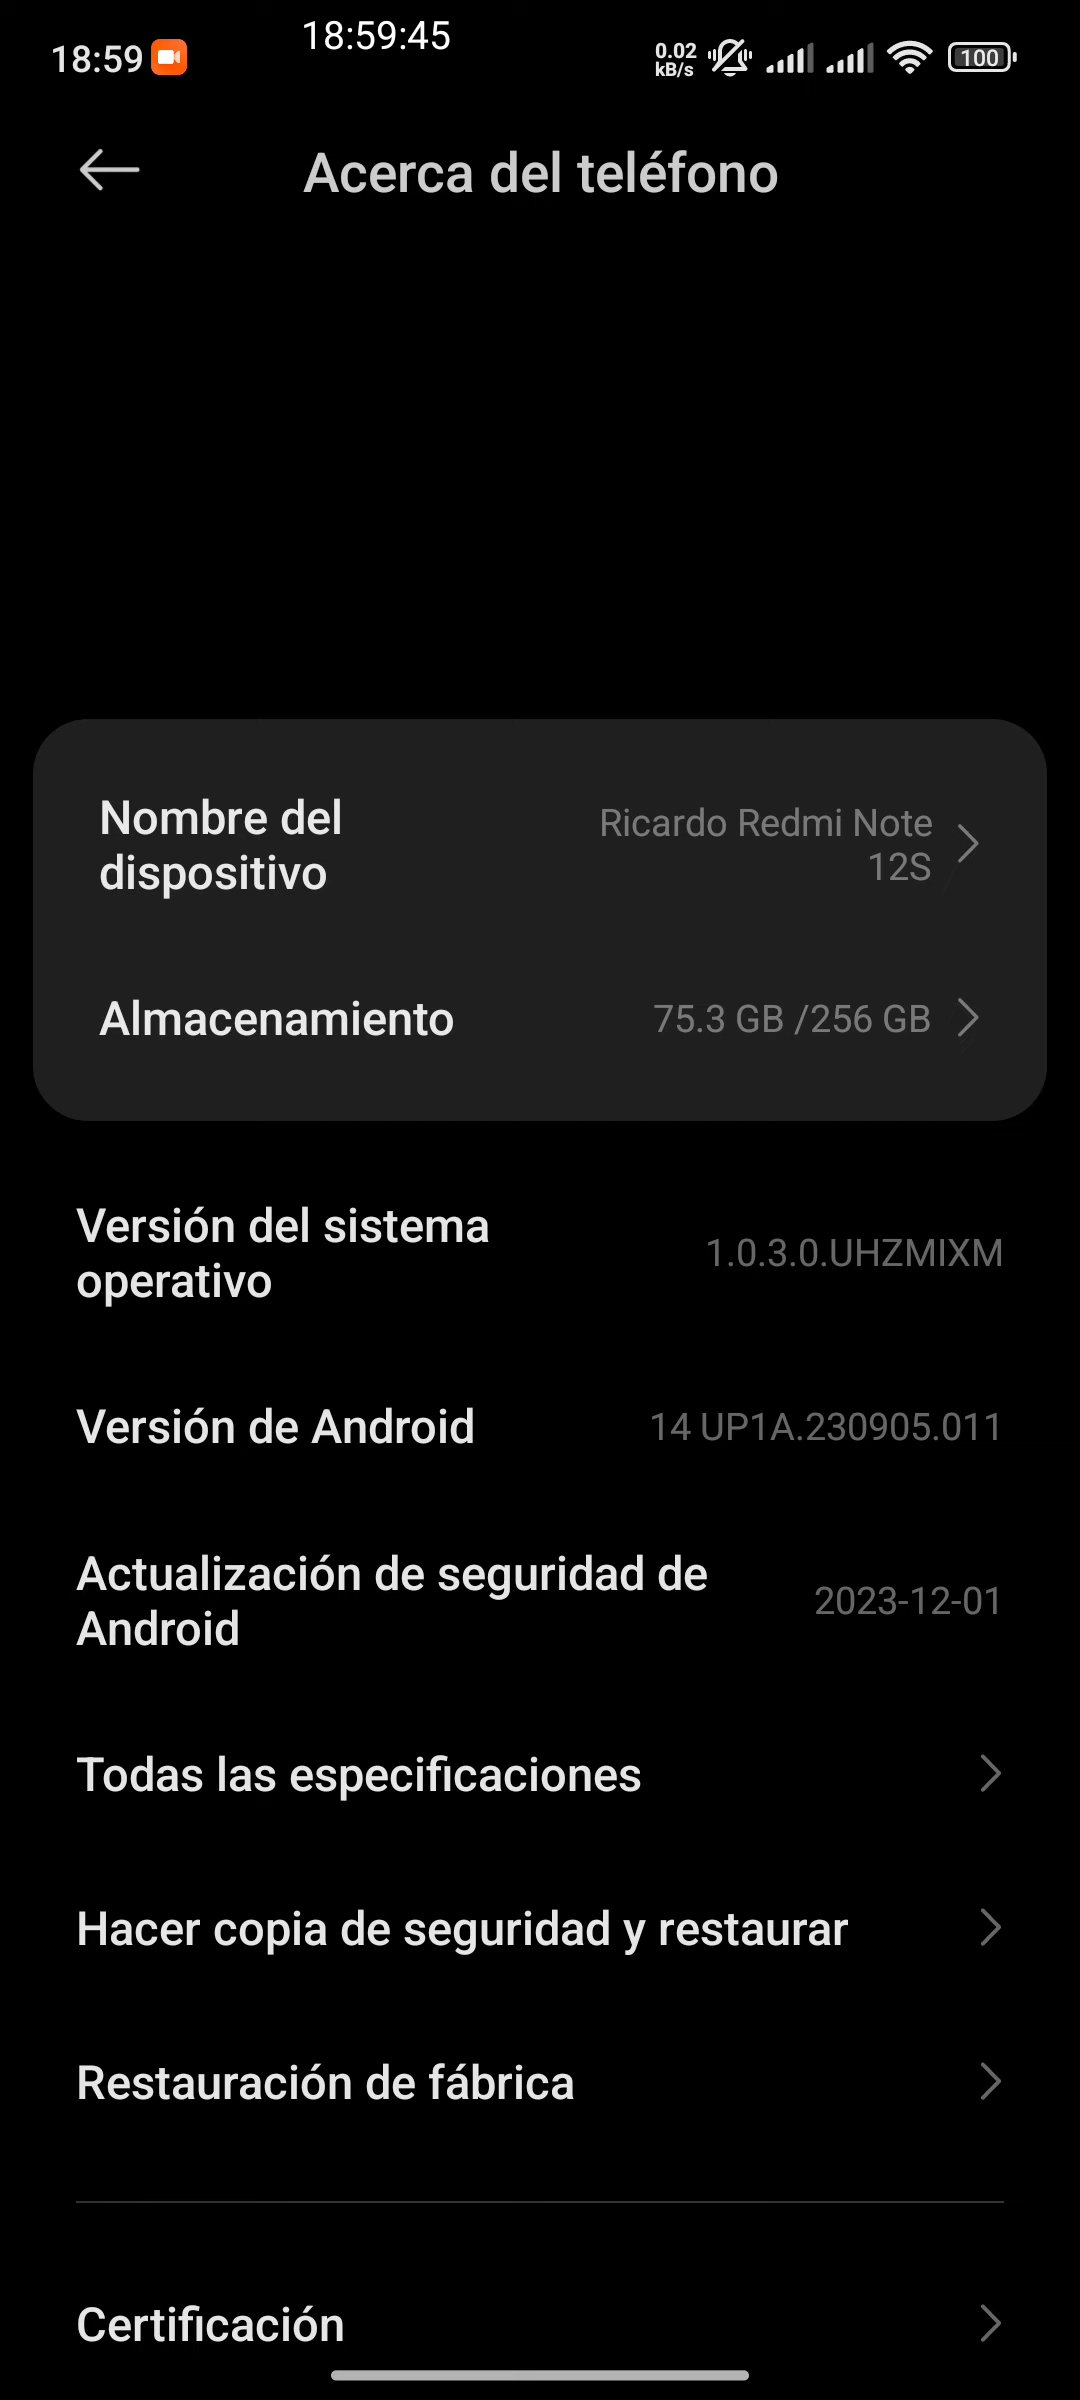 18:59
18:59:45
0.02
kB/s
100
Acerca del teléfono
Nombre del
dispositivo
Ricardo Redmi Note
12S
Almacenamiento
75.3 GB /256 GB
Versión del sistema
operativo
1.0.3.0.UHZMIXM
Versión de Android
14 UP1A.230905.011
Actualización de seguridad de
Android
2023-12-01
Todas las especificaciones
Hacer copia de seguridad y restaurar
Restauración de fábrica
Certificación